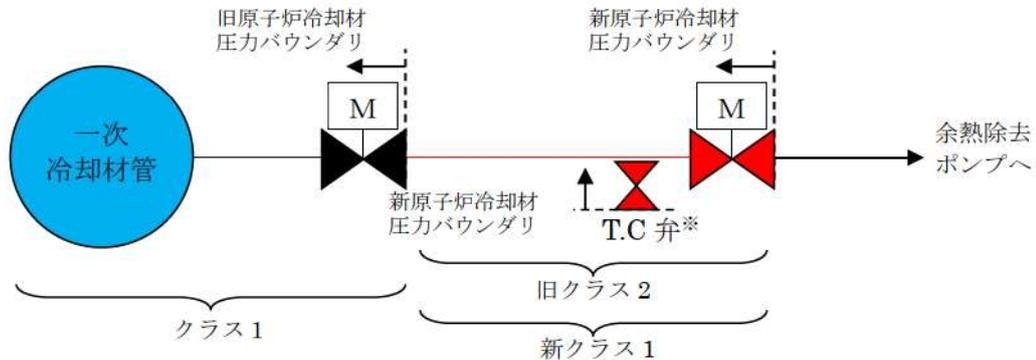 旧原子炉冷却材
圧力バウンダリ
新原子炉冷却材
圧力バウンダリ
M
M
一次
冷却材管
余熱除去
ポンプへ
新原子炉冷却材
圧力バウンダリ
T.C 弁※
旧クラス 2
クラス 1
新クラス 1